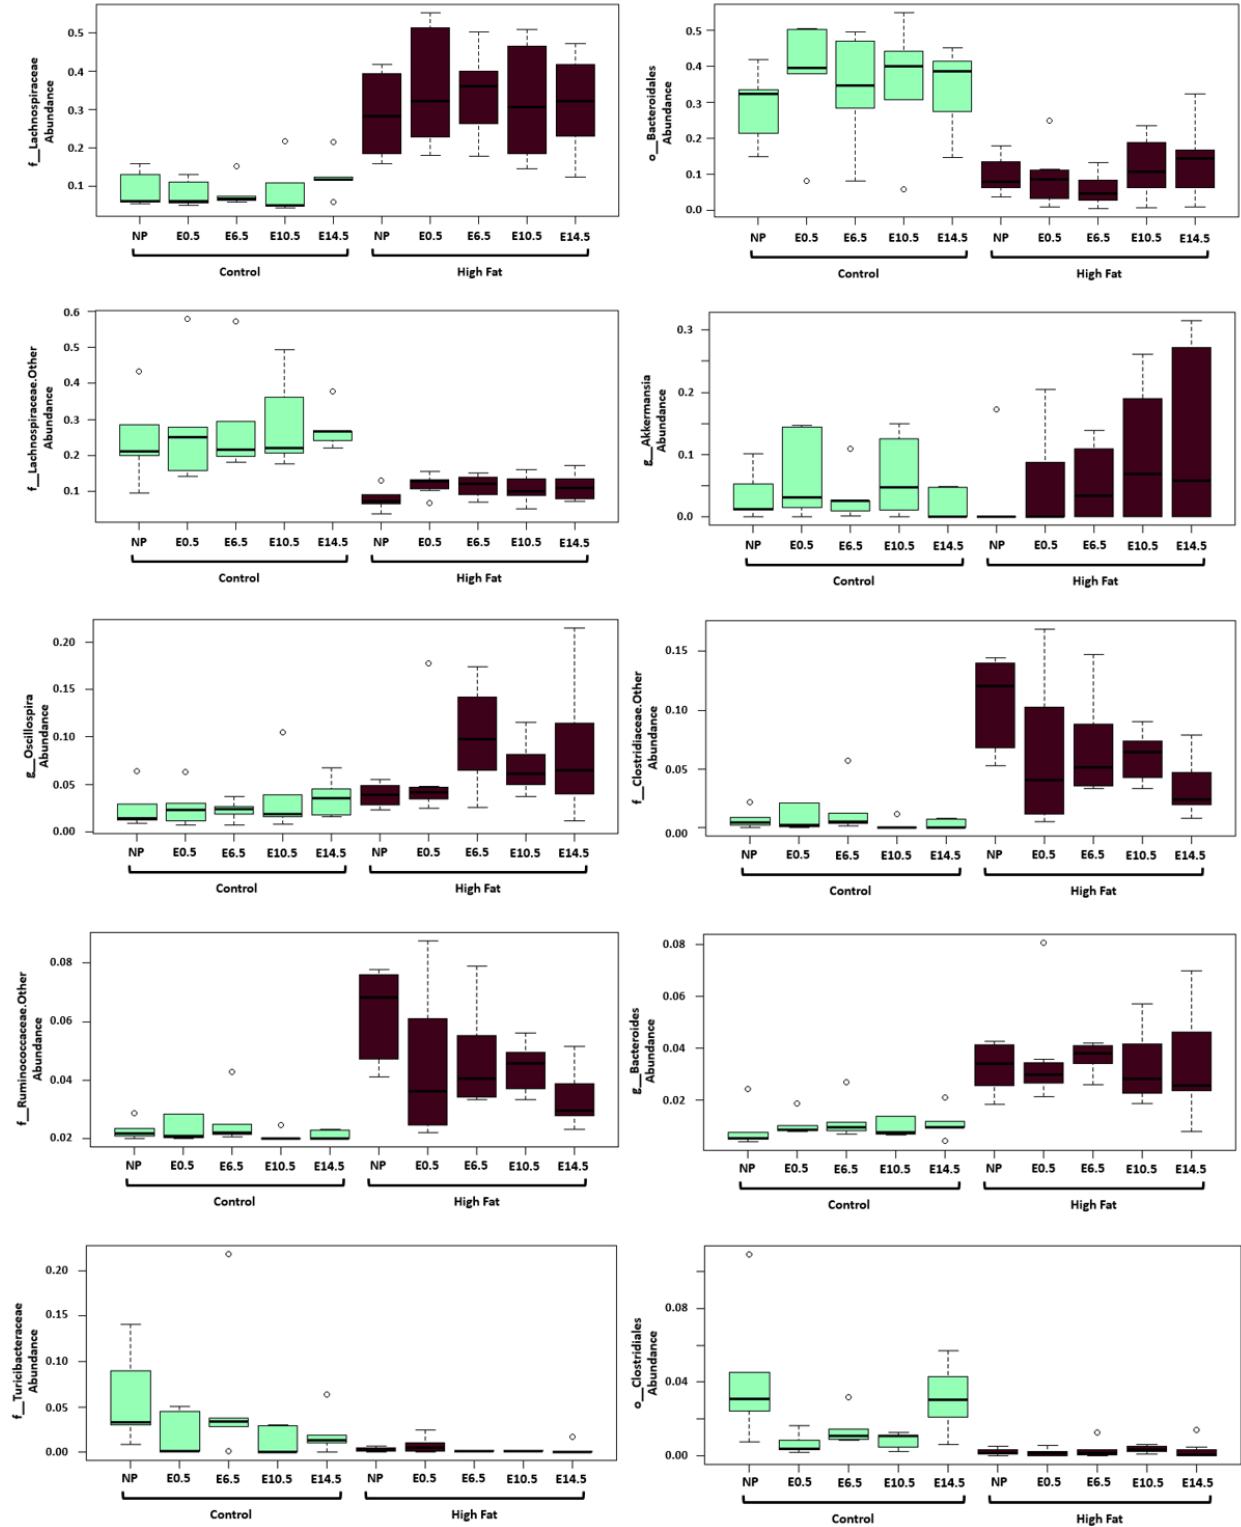 f__Lachnospiraceae
Abundance
0.5
0.4
0.3
0.2
0.1
NP E0.5 E6.5 E10.5 E14.5 NP E0.5 E6.5 E10.5 E14.5
Control High Fat
o__Bacteroidales
Abundance
0.5
0.4
0.3
0.2
0.1
0.0
NP E0.5 E6.5 E10.5 E14.5 NP E0.5 E6.5 E10.5 E14.5
Control High Fat
f__Lachnospiraceae.Other
Abundance
0.6
0.5
0.4
0.3
0.2
0.1
NP E0.5 E6.5 E10.5 E14.5 NP E0.5 E6.5 E10.5 E14.5
Control High Fat
g__Akkermansia
Abundance
0.3
0.2
0.1
0.0
NP E0.5 E6.5 E10.5 E14.5 NP E0.5 E6.5 E10.5 E14.5
Control High Fat
g__Oscillospira
Abundance
0.20
0.15
0.10
0.05
0.00
NP E0.5 E6.5 E10.5 E14.5 NP E0.5 E6.5 E10.5 E14.5
Control High Fat
f__Clostridiaceae.Other
Abundance
0.15
0.10
0.05
0.00
NP E0.5 E6.5 E10.5 E14.5 NP E0.5 E6.5 E10.5 E14.5
Control High Fat
f__Ruminococcaceae.Other
Abundance
0.08
0.06
0.04
0.02
NP E0.5 E6.5 E10.5 E14.5 NP E0.5 E6.5 E10.5 E14.5
Control High Fat
g__Bacteroides
Abundance
0.08
0.06
0.04
0.02
NP E0.5 E6.5 E10.5 E14.5 NP E0.5 E6.5 E10.5 E14.5
Control High Fat
f__Turicibacteraceae
Abundance
0.20
0.15
0.10
0.05
0.00
NP E0.5 E6.5 E10.5 E14.5 NP E0.5 E6.5 E10.5 E14.5
Control High Fat
o__Clostridiales
Abundance
0.08
0.04
0.00
NP E0.5 E6.5 E10.5 E14.5 NP E0.5 E6.5 E10.5 E14.5
Control High Fat